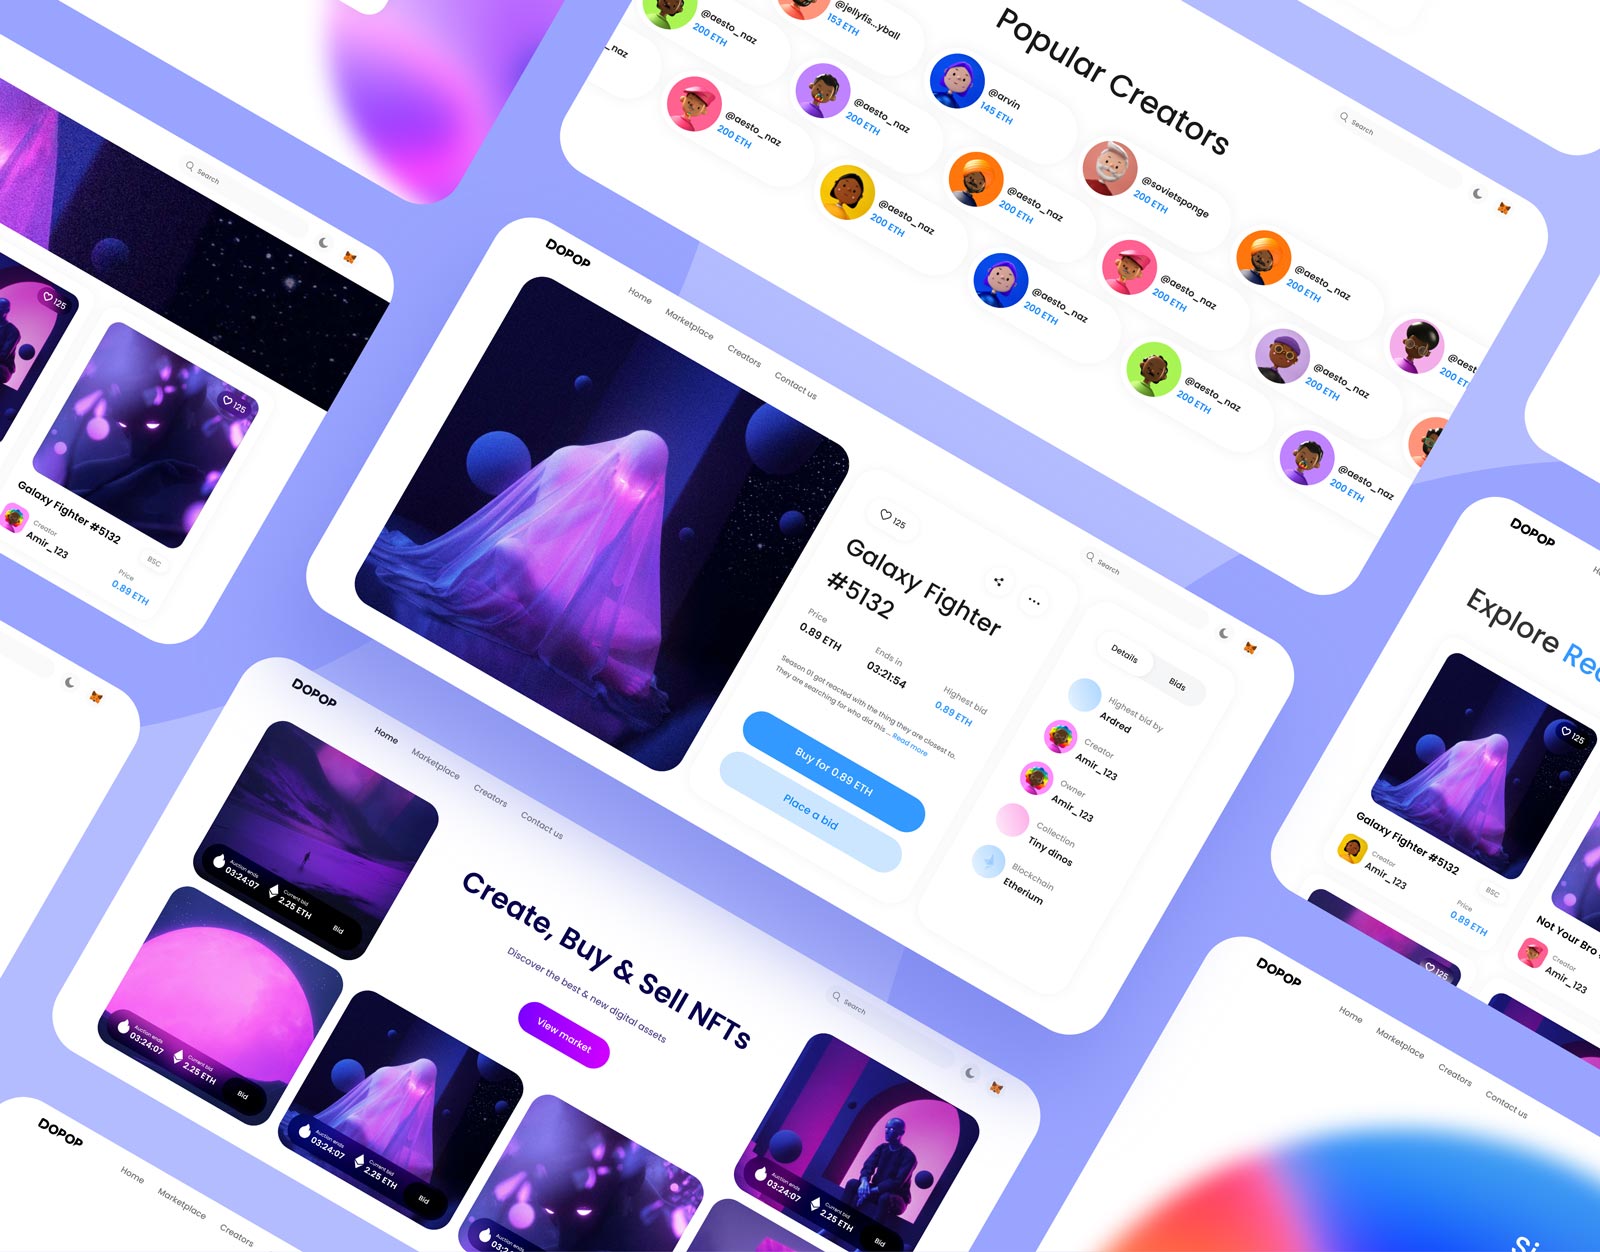 Popular Creators
Search
@aesto_naz
200 ETH
@jellyfis...yball
153 ETH
@arvin
145 ETH
@sovietsponge
200 ETH
@aesto_naz
200 ETH
@aesto_naz
200 ETH
@aesto_naz
200 ETH
@aesto_naz
200 ETH
@aesto_naz
200 ETH
@aesto_naz
200 ETH
_naz
@aesto_naz
200 ETH
@aesto_naz
200 ETH
@aesto_naz
200 ETH
@aesto_naz
200 ETH
@aesto_naz
200 ETH
Search
125
125
Galaxy Fighter #5132
Creator
Amir_123
BSC
Price
0.89 ETH
DOPOP
Home
Marketplace
Creators
Contact us
Search
125
Galaxy Fighter
#5132
Price
0.89 ETH
Ends in
03:21:54
Highest bid
0.89 ETH
Season 01 got reacted with the thing they are closest to.
They are searching for who did this ... Read more
Buy for 0.89 ETH
Place a bid
Details
Bids
Highest bid by
Ardred
Creator
Amir_123
Owner
Amir_123
Collection
Tiny dinos
Blockchain
Etherium
DOPOP
Home
Marketplace
Creators
Contact us
Search
Create, Buy & Sell NFTs
Discover the best & new digital assets
View market
Auction ends
03:24:07
Current bid
2.25 ETH
Bid
Auction ends
03:24:07
Current bid
2.25 ETH
Bid
Auction ends
03:24:07
Current bid
2.25 ETH
Bid
Auction ends
Current bid
Auction ends
03:24:07
Current bid
2.25 ETH
Bid
DOPOP
Explore
125
Galaxy Fighter #5132
Creator
Amir_123
BSC
Price
0.89 ETH
Not Your Bro
Creator
Amir_123
125
DOPOP
Home
Marketplace
Creators
Contact us
DOPOP
Home
Marketplace
Creators